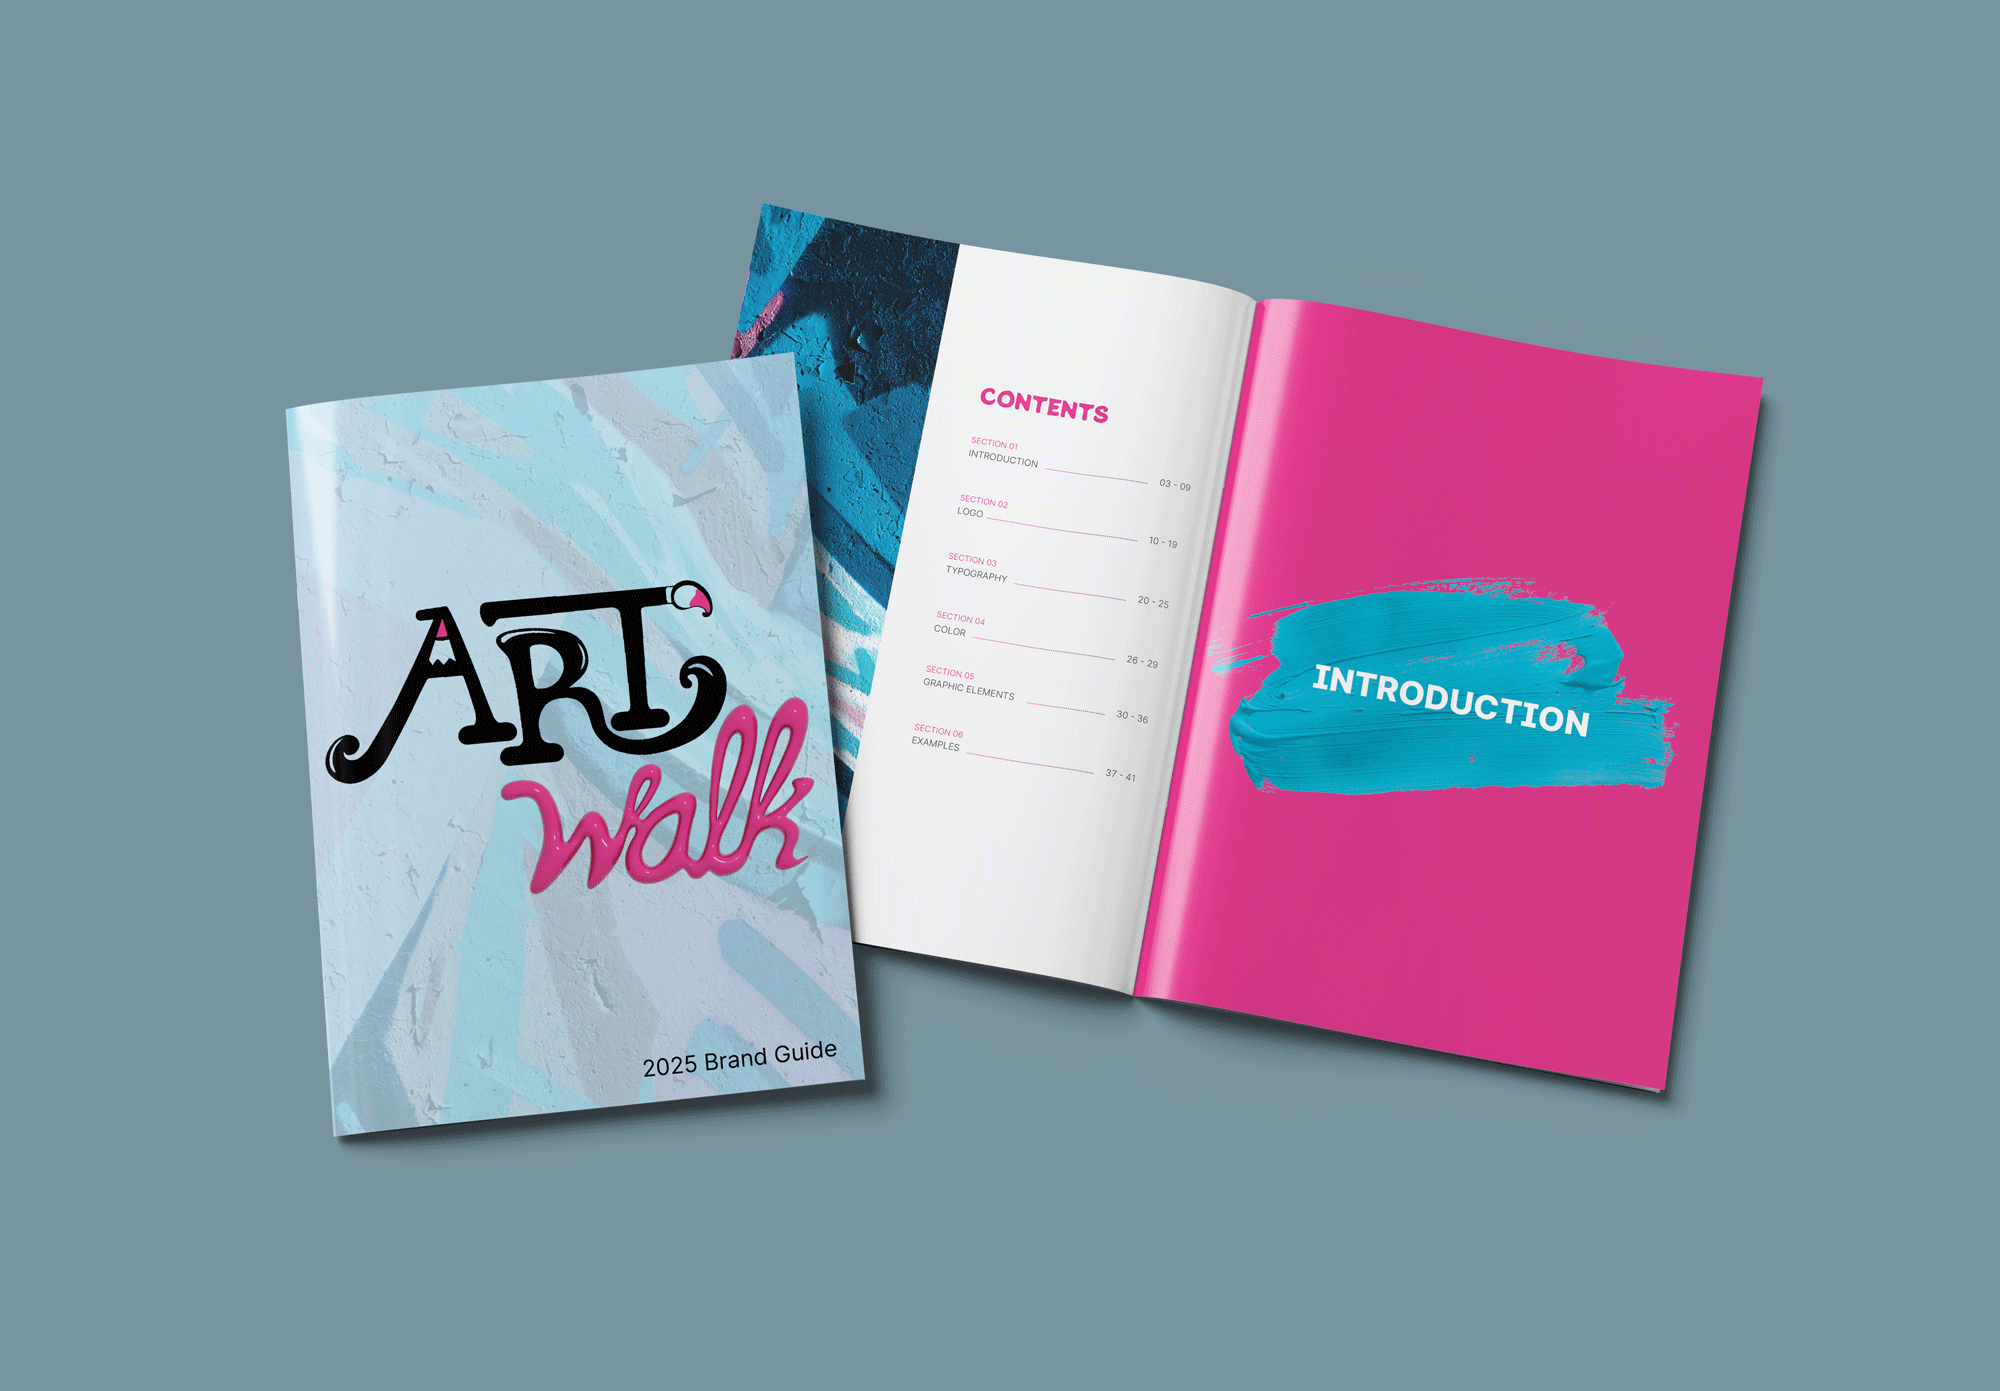 ART
walk
2025 Brand Guide
CONTENTS
SECTION 01
INTRODUCTION 03 - 09
SECTION 02
LOGO 10 - 19
SECTION 03
TYPOGRAPHY 20 - 25
SECTION 04
COLOR 26 - 29
SECTION 05
GRAPHIC ELEMENTS 30 - 36
SECTION 06
EXAMPLES 37 - 41
INTRODUCTION